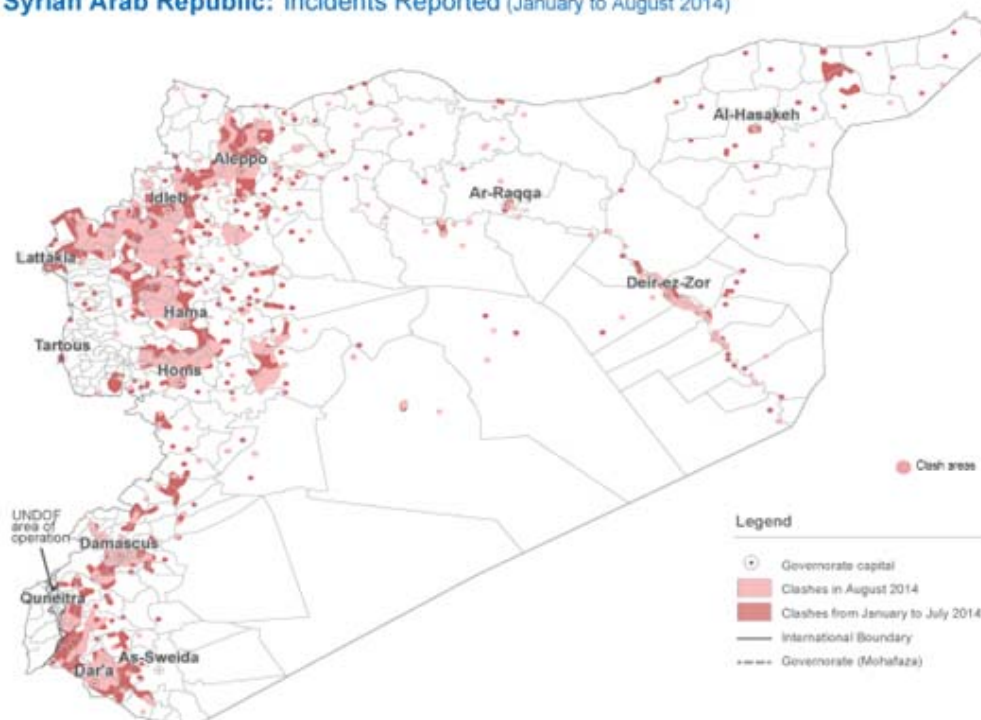 Syrian Arab Republic: Incidents Reported (January to August 2014)
Al-Hasakeh
Aleppo
Ar-Raqqa
Idleb
Lattakia
Deir-ez-Zor
Hama
Tartous
Homs
Clash areas
UNDOF
area of
operation
Damascus
Quneitra
As-Sweida
Dar'a
Legend
Governorate capital
Clashes in August 2014
Clashes from January to July 2014
International Boundary
Governorate (Mohafaza)